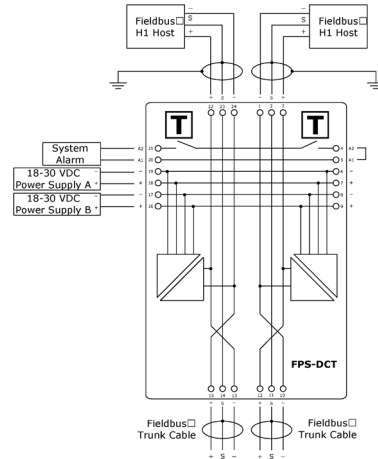 − Fieldbus S H1 Host +
− Fieldbus S H1 Host +
+ S − − S +
22 23 24 1 2 3
T T
System Alarm
A2 21 4 A2
A1 20 5 A1
18-30 VDC Power Supply A
− 19 6 −
+ 18 7 +
18-30 VDC Power Supply B
− 17 8 −
+ 16 9 +
FPS-DCT
15 14 13 12 11 10
+ S − + S −
Fieldbus Trunk Cable
Fieldbus Trunk Cable
+ S − + S −